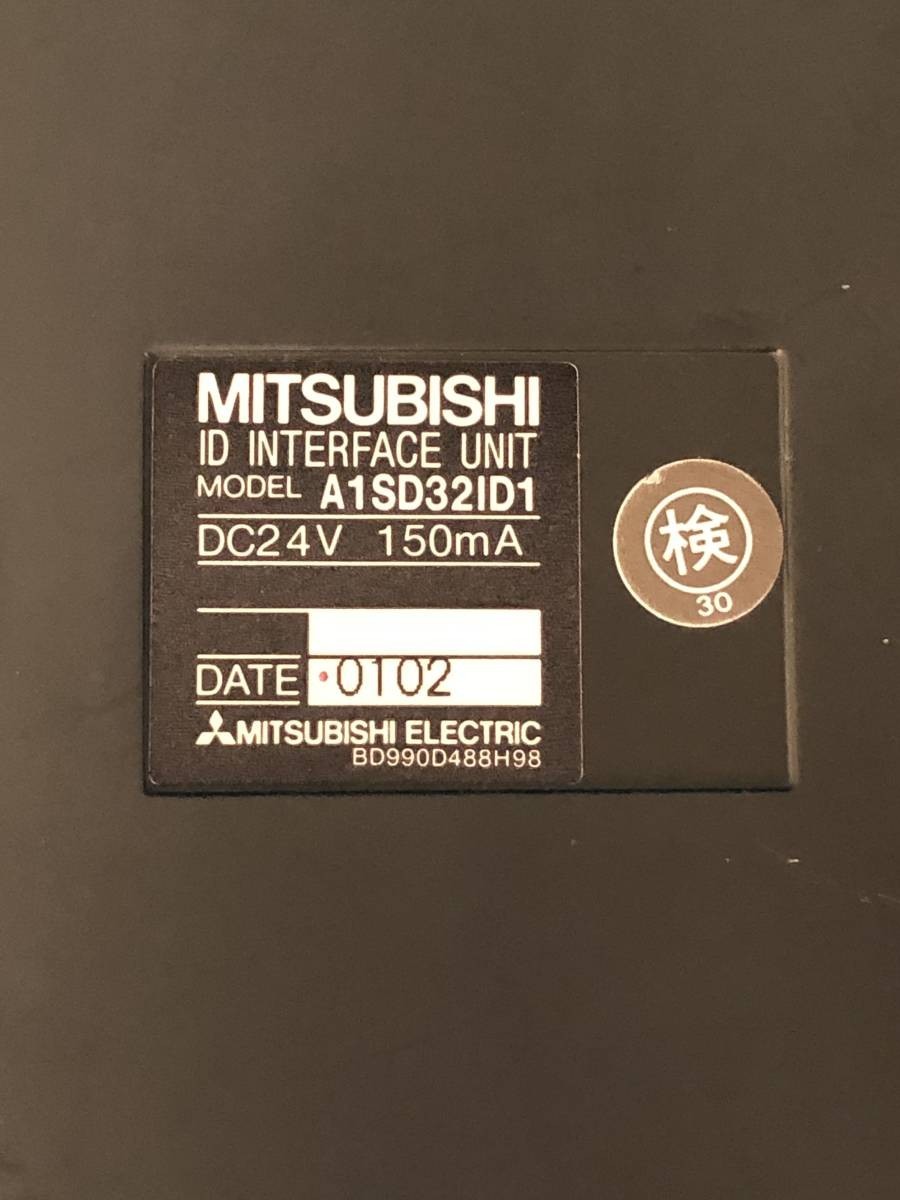 MITSUBISHI
ID INTERFACE UNIT
MODEL A1SD32ID1
DC24V 150mA
DATE 0102
MITSUBISHI ELECTRIC
BD990D488H98
検
30